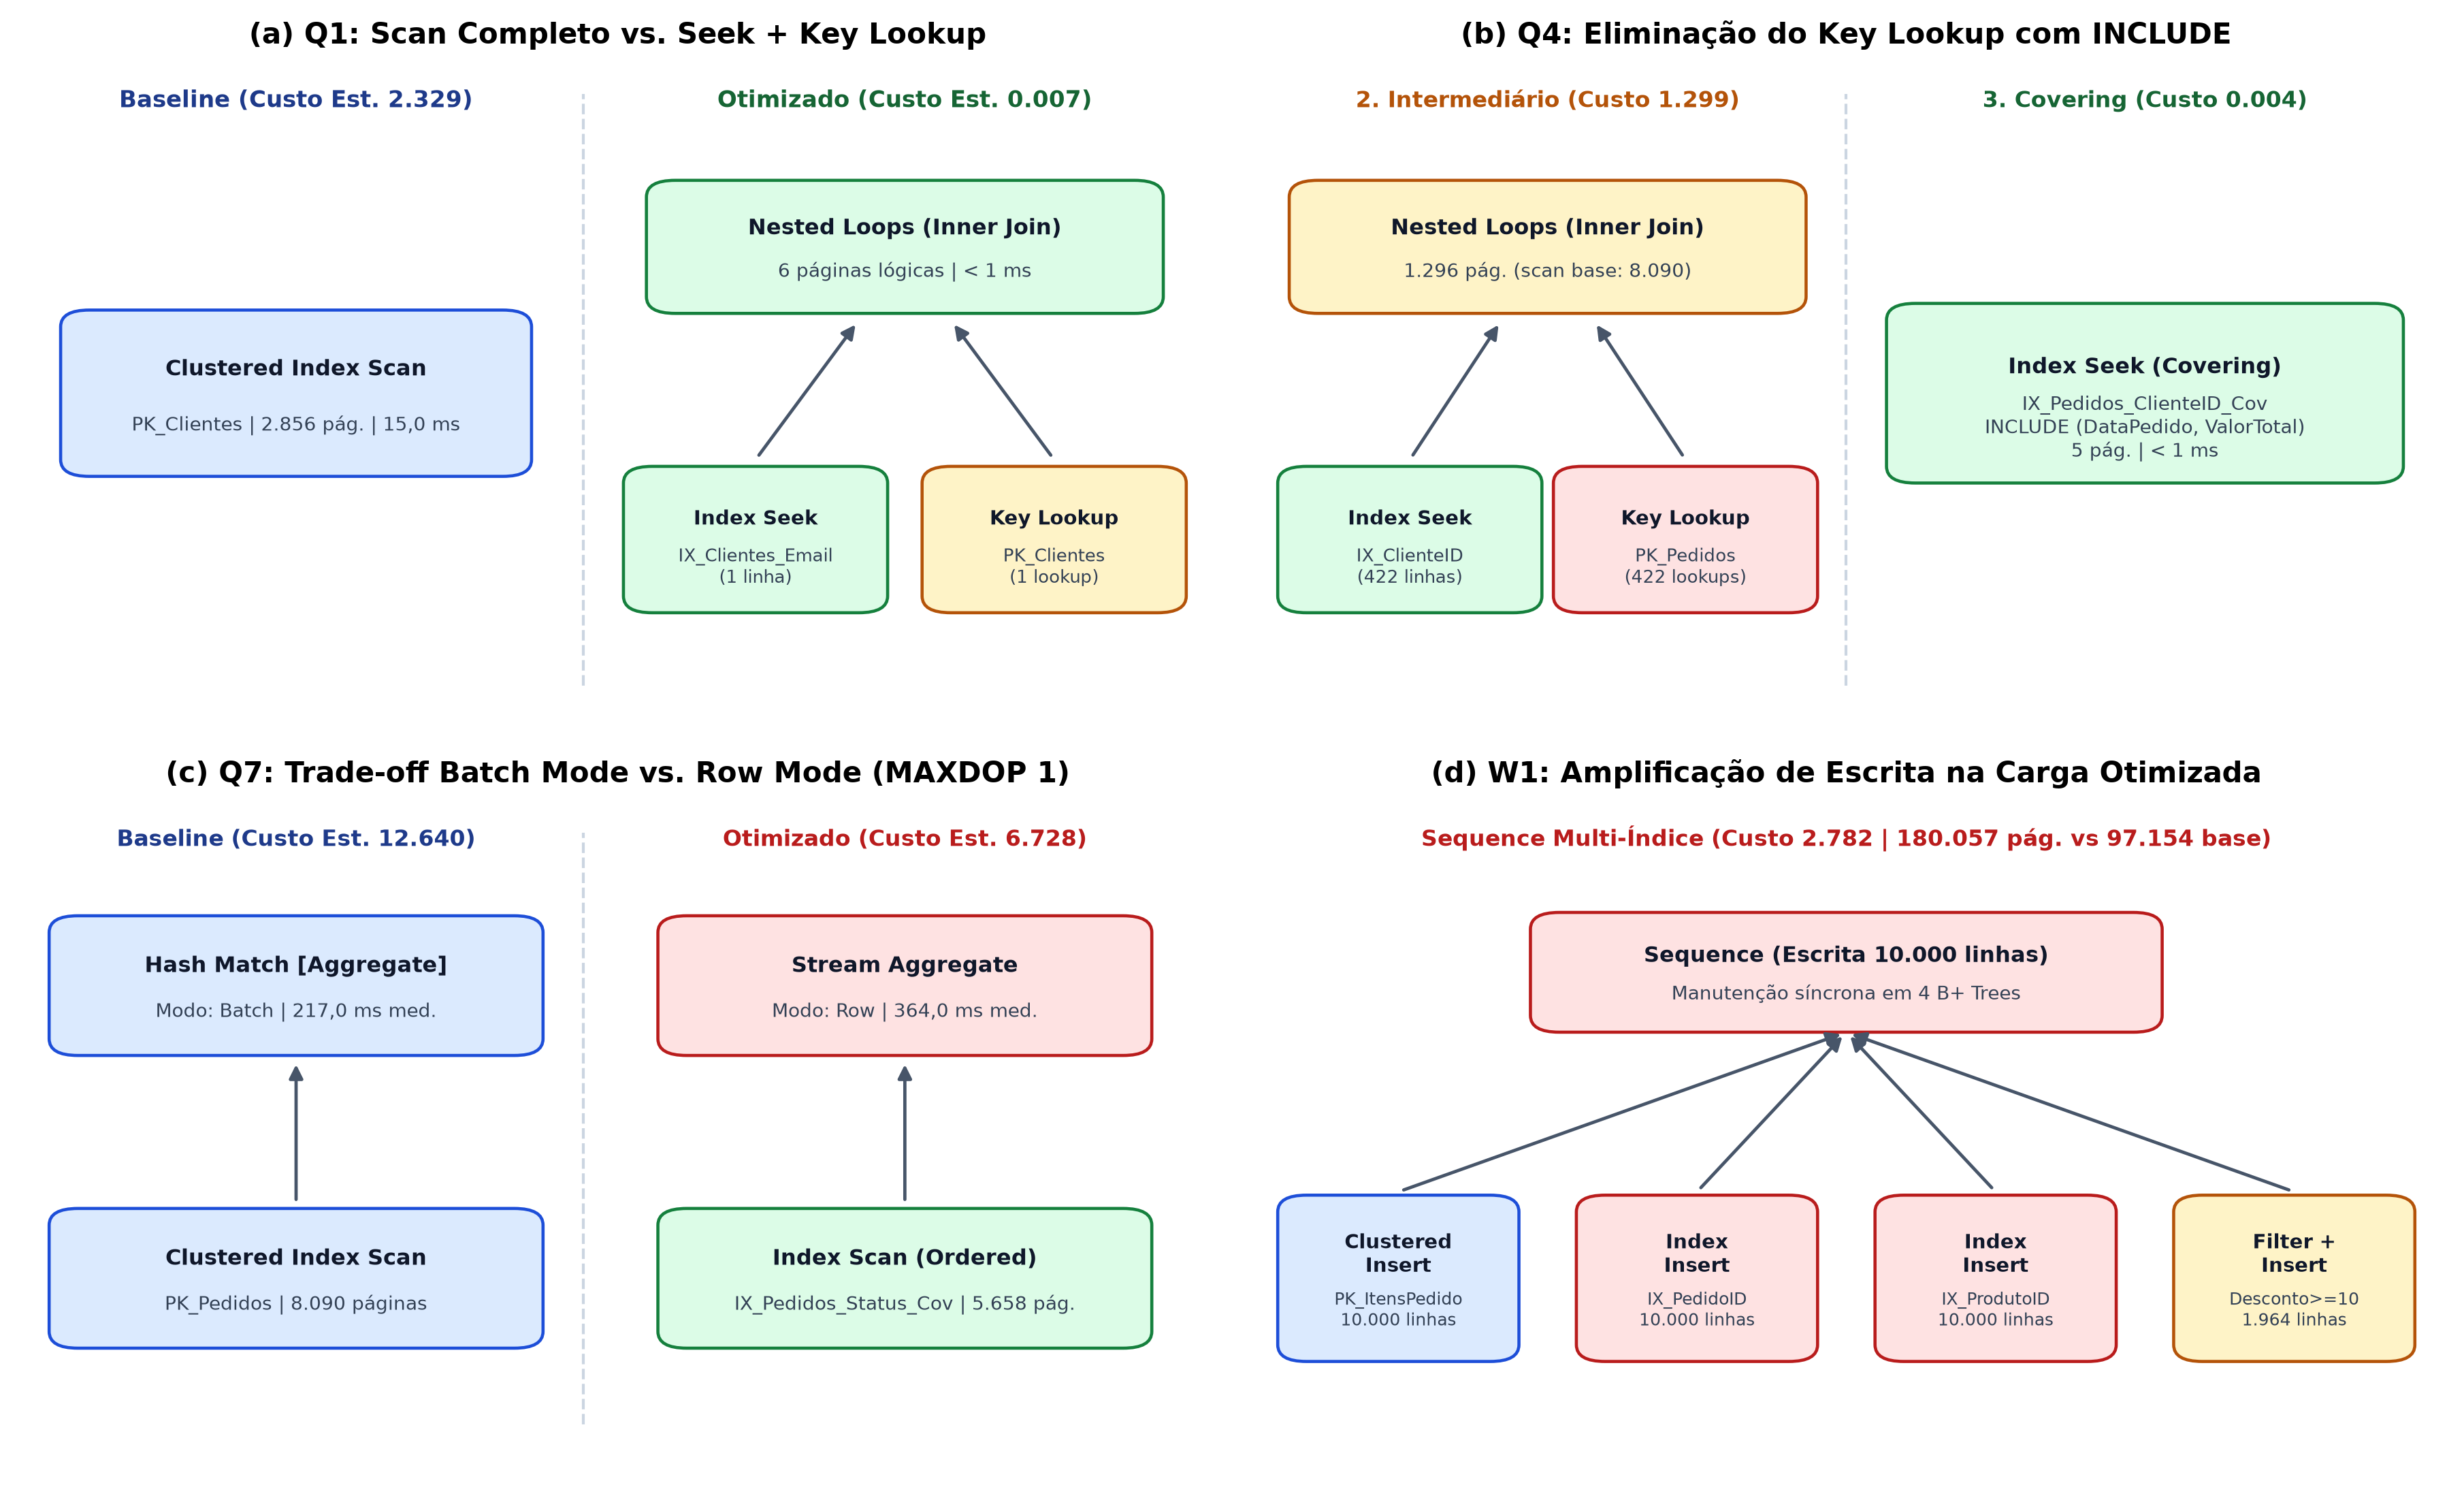 (a) Q1: Scan Completo vs. Seek + Key Lookup
Baseline (Custo Est. 2.329)
Otimizado (Custo Est. 0.007)
Clustered Index Scan
PK_Clientes | 2.856 pág. | 15,0 ms
Nested Loops (Inner Join)
6 páginas lógicas | < 1 ms
Index Seek
IX_Clientes_Email
(1 linha)
Key Lookup
PK_Clientes
(1 lookup)
(b) Q4: Eliminação do Key Lookup com INCLUDE
2. Intermediário (Custo 1.299)
3. Covering (Custo 0.004)
Nested Loops (Inner Join)
1.296 pág. (scan base: 8.090)
Index Seek
IX_ClienteID
(422 linhas)
Key Lookup
PK_Pedidos
(422 lookups)
Index Seek (Covering)
IX_Pedidos_ClienteID_Cov
INCLUDE (DataPedido, ValorTotal)
5 pág. | < 1 ms
(c) Q7: Trade-off Batch Mode vs. Row Mode (MAXDOP 1)
Baseline (Custo Est. 12.640)
Otimizado (Custo Est. 6.728)
Hash Match [Aggregate]
Modo: Batch | 217,0 ms med.
Clustered Index Scan
PK_Pedidos | 8.090 páginas
Stream Aggregate
Modo: Row | 364,0 ms med.
Index Scan (Ordered)
IX_Pedidos_Status_Cov | 5.658 pág.
(d) W1: Amplificação de Escrita na Carga Otimizada
Sequence Multi-Índice (Custo 2.782 | 180.057 pág. vs 97.154 base)
Sequence (Escrita 10.000 linhas)
Manutenção síncrona em 4 B+ Trees
Clustered
Insert
PK_ItensPedido
10.000 linhas
Index
Insert
IX_PedidoID
10.000 linhas
Index
Insert
IX_ProdutoID
10.000 linhas
Filter +
Insert
Desconto>=10
1.964 linhas